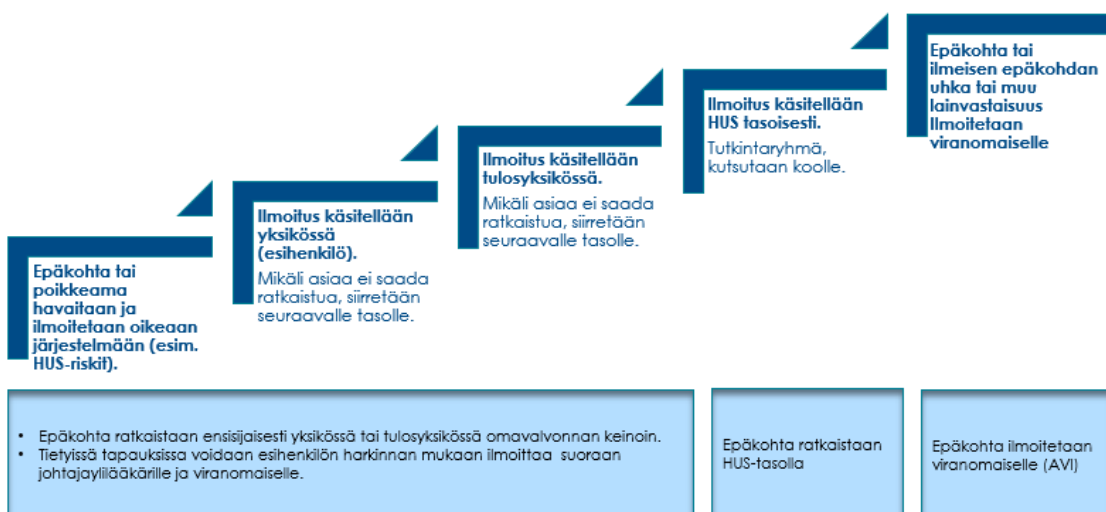 Epäkohta tai
poikkeama
havaitaan ja
ilmoitetaan oikeaan
järjestelmään (esim.
HUS-riskit).
Ilmoitus käsitellään
yksikössä
(esihenkilö).
Mikäli asiaa ei saada
ratkaistua, siirretään
seuraavalle tasolle.
Ilmoitus käsitellään
tulosyksikössä.
Mikäli asiaa ei saada
ratkaistua, siirretään
seuraavalle tasolle.
Ilmoitus käsitellään
HUS tasoisesti.
Tutkintaryhmä,
kutsutaan koolle.
Epäkohta tai
ilmeisen epäkohdan
uhka tai muu
lainvastaisuus
Ilmoitetaan
viranomaiselle
• Epäkohta ratkaistaan ensisijaisesti yksikössä tai tulosyksikössä omavalvonnan keinoin.
• Tietyissä tapauksissa voidaan esihenkilön harkinnan mukaan ilmoittaa suoraan
johtajaylilääkärille ja viranomaiselle.
Epäkohta ratkaistaan
HUS-tasolla
Epäkohta ilmoitetaan
viranomaiselle (AVI)